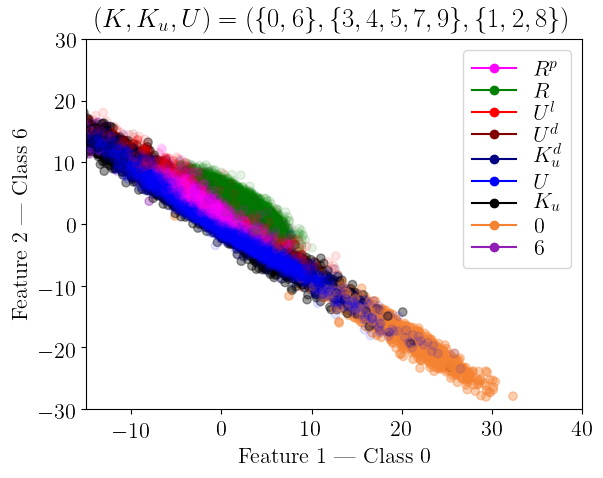 (K, K_u, U) = ({0, 6}, {3, 4, 5, 7, 9}, {1, 2, 8})
30
20
10
0
−10
−20
−30
−10
0
10
20
30
40
Feature 2 — Class 6
Feature 1 — Class 0
R^p
R
U^l
U^d
K_u^d
U
K_u
0
6